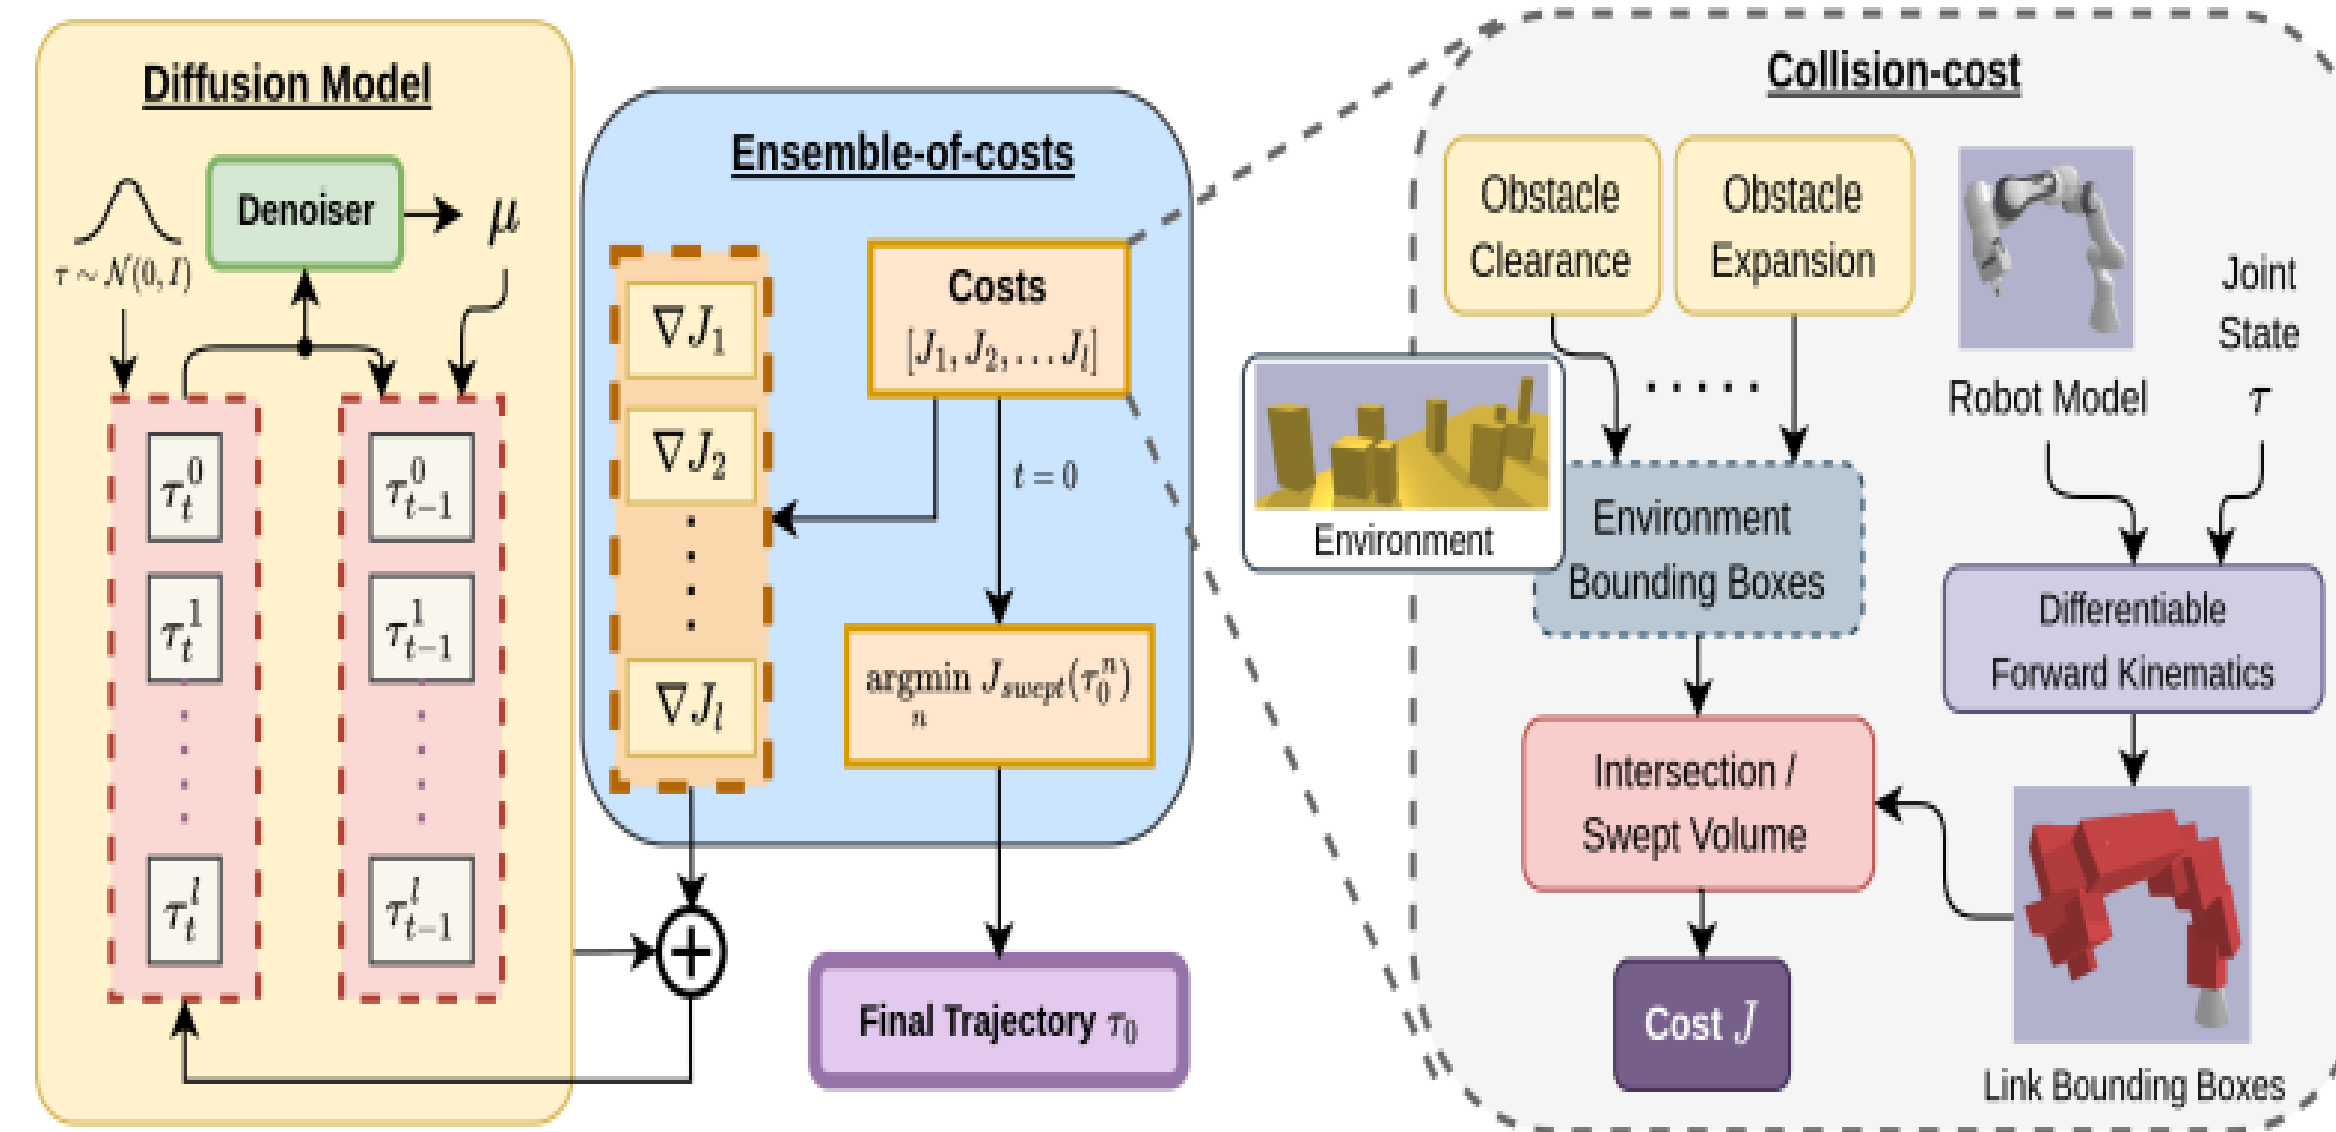 Diffusion Model
Denoiser
μ
τ ∼ N(0, I)
τ_t^0
τ_{t-1}^0
τ_t^1
τ_{t-1}^1
τ_t^l
τ_{t-1}^l
Ensemble-of-costs
∇J_1
∇J_2
∇J_l
Costs
[J_1, J_2, ... J_l]
t = 0
argmin J_{swept}(τ_0^n)
n
+
Final Trajectory τ_0
Collision-cost
Obstacle
Clearance
Obstacle
Expansion
Robot Model
Joint
State
τ
Environment
Environment
Bounding Boxes
Differentiable
Forward Kinematics
Intersection /
Swept Volume
Cost J
Link Bounding Boxes